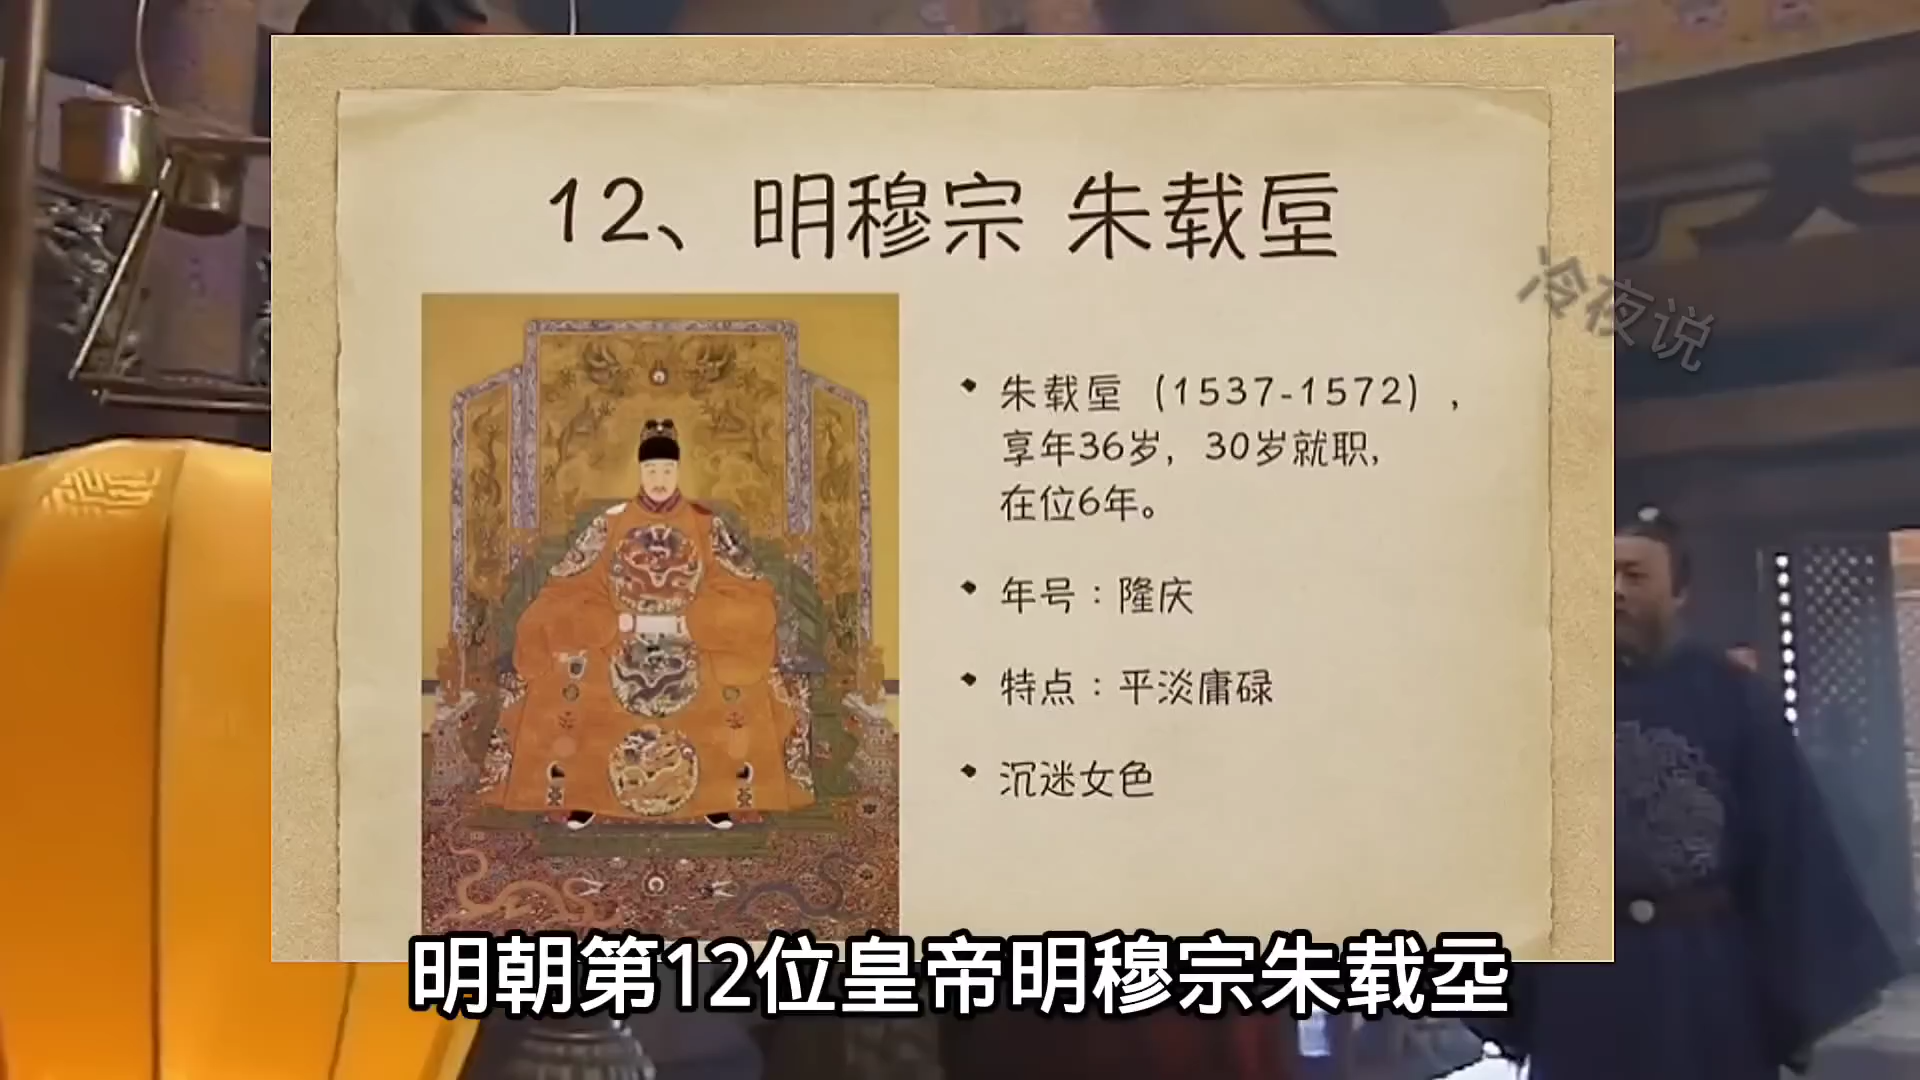 12、明穆宗 朱载垕
冷夜说
• 朱载垕（1537-1572），
享年36岁，30岁就职，
在位6年。
• 年号：隆庆
• 特点：平淡庸碌
• 沉迷女色
明朝第12位皇帝明穆宗朱载坖